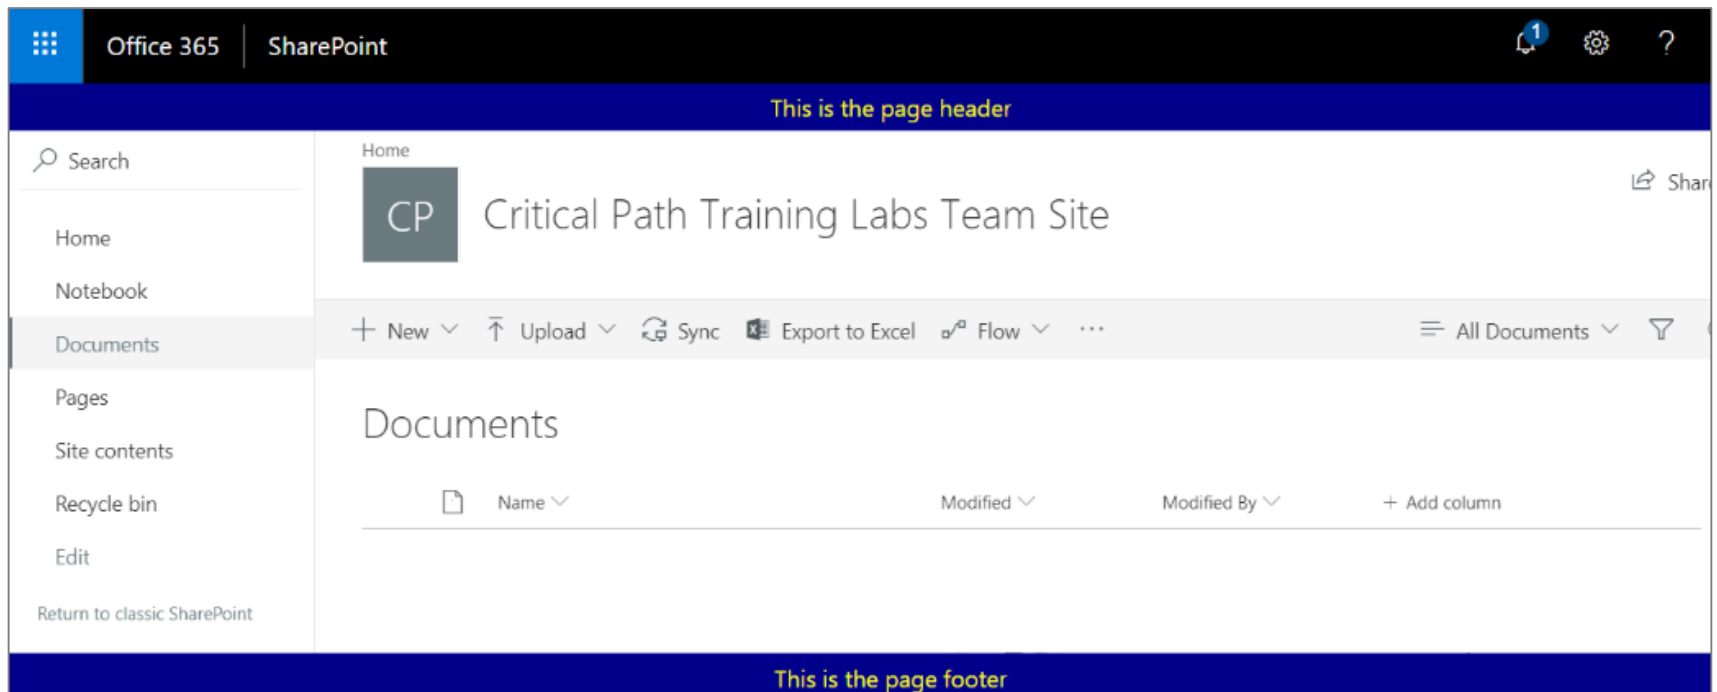 Office 365 SharePoint 1 ?
This is the page header
Search
Home
Notebook
Documents
Pages
Site contents
Recycle bin
Edit
Return to classic SharePoint
Home
CP Critical Path Training Labs Team Site
Shar
+ New Upload Sync Export to Excel Flow ... All Documents
Documents
Name Modified Modified By + Add column
This is the page footer